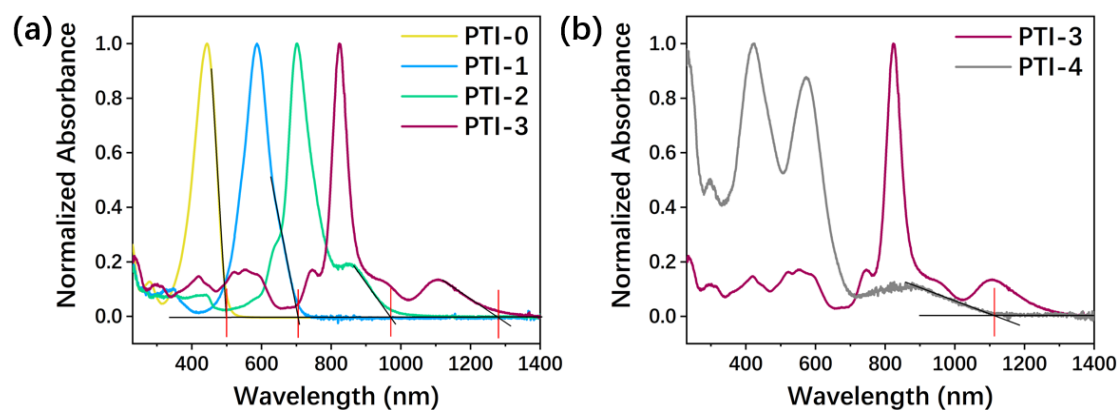 (a)
Normalized Absorbance
1.0
0.8
0.6
0.4
0.2
0.0
PTI-0
PTI-1
PTI-2
PTI-3
400 600 800 1000 1200 1400
Wavelength (nm)
(b)
Normalized Absorbance
1.0
0.8
0.6
0.4
0.2
0.0
PTI-3
PTI-4
400 600 800 1000 1200 1400
Wavelength (nm)